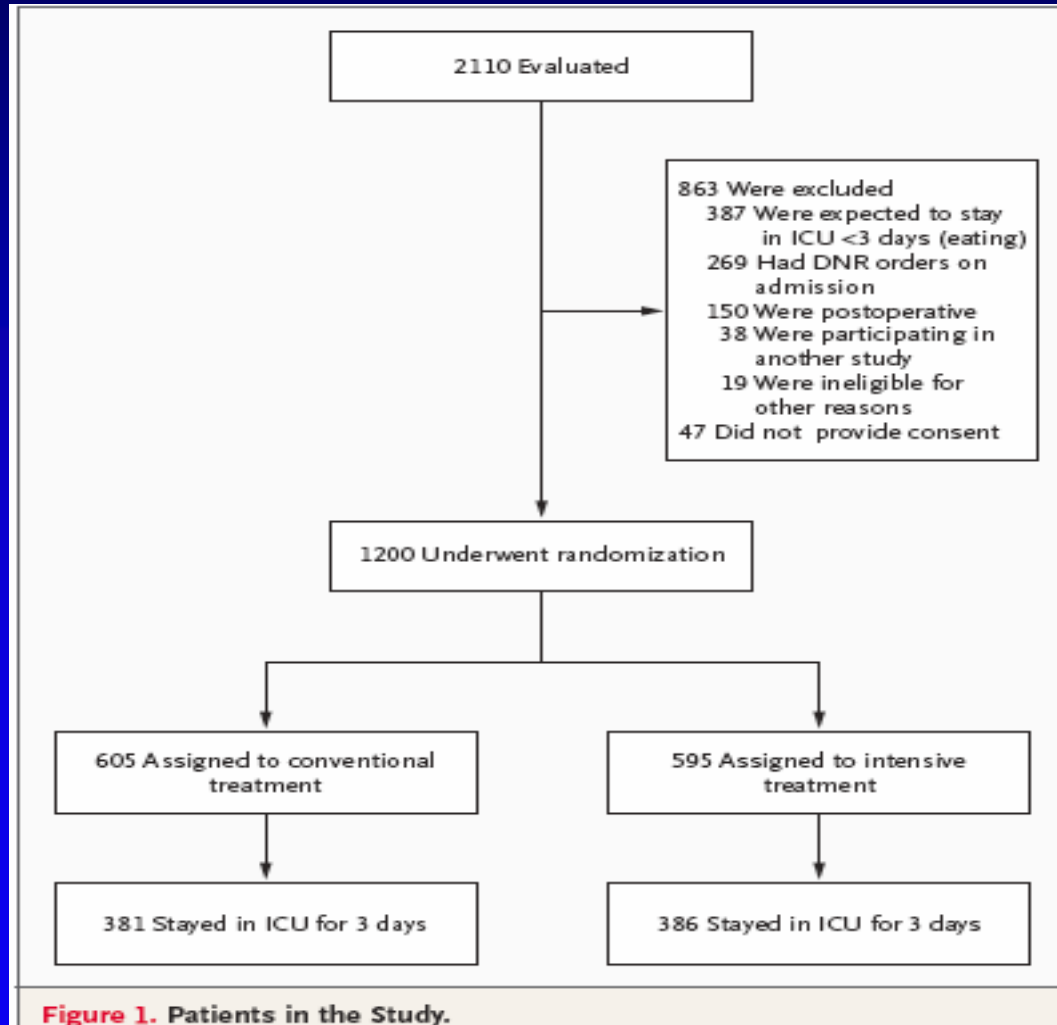 2110 Evaluated
863 Were excluded
387 Were expected to stay
in ICU <3 days (eating)
269 Had DNR orders on
admission
150 Were postoperative
38 Were participating in
another study
19 Were ineligible for
other reasons
47 Did not provide consent
1200 Underwent randomization
605 Assigned to conventional
treatment
595 Assigned to intensive
treatment
381 Stayed in ICU for 3 days
386 Stayed in ICU for 3 days
Figure 1. Patients in the Study.